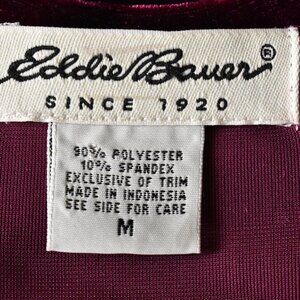 Eddie Bauer®
SINCE 1920
90% POLYESTER
10% SPANDEX
EXCLUSIVE OF TRIM
MADE IN INDONESIA
SEE SIDE FOR CARE
M